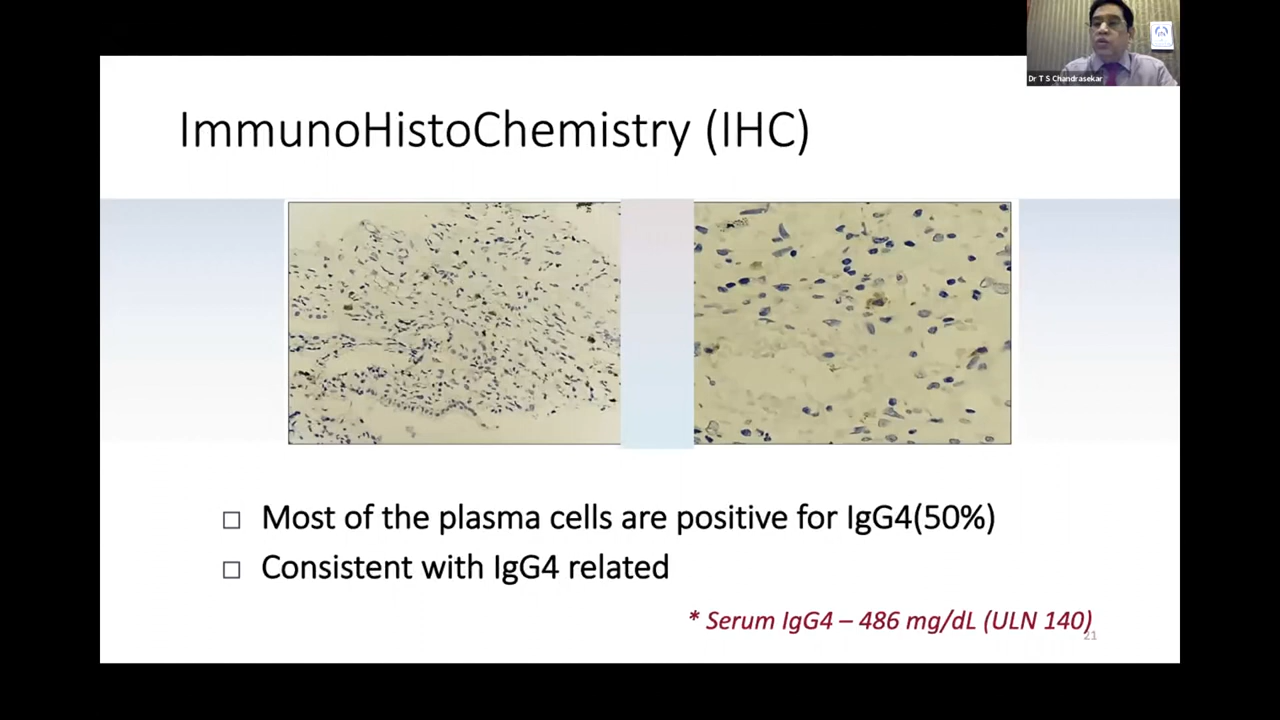 Dr T S Chandrasekar
ImmunoHistoChemistry (IHC)
Most of the plasma cells are positive for IgG4(50%)
Consistent with IgG4 related
* Serum IgG4 – 486 mg/dL (ULN 140)
21